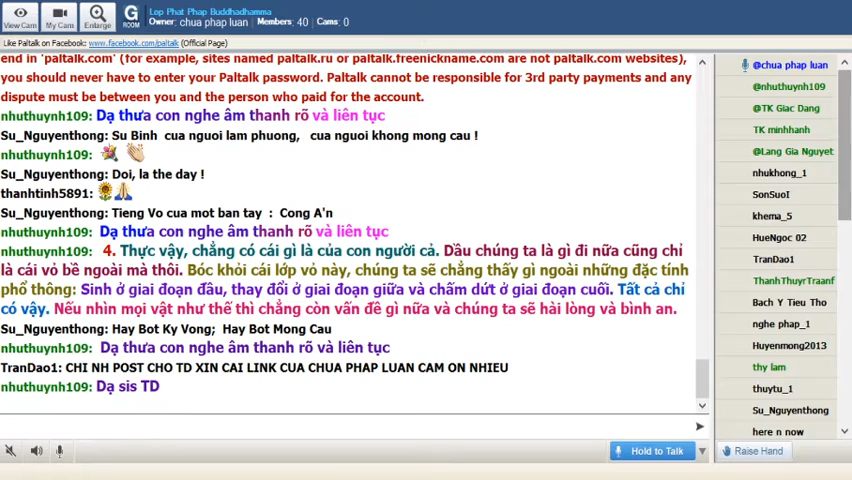 Lop Phat Phap Buddhadhamma
Owner: chua phap luan Members: 40 Cams: 0
View Cam My Cam Enlarge G ROOM
Like Paltalk on Facebook: www.facebook.com/paltalk (Official Page)
end in 'paltalk.com' (for example, sites named paltalk.ru or paltalk.freenickname.com are not paltalk.com websites),
you should never have to enter your Paltalk password. Paltalk cannot be responsible for 3rd party payments and any
dispute must be between you and the person who paid for the account.
nhuthuynh109: Dạ thưa con nghe âm thanh rõ và liên tục
Su_Nguyenthong: Su Binh cua nguoi lam phuong, cua nguoi khong mong cau !
nhuthuynh109:
Su_Nguyenthong: Doi, la the day !
thanhtinh5891:
Su_Nguyenthong: Tieng Vo cua mot ban tay : Cong A'n
nhuthuynh109: Dạ thưa con nghe âm thanh rõ và liên tục
nhuthuynh109: 4. Thực vậy, chẳng có cái gì là của con người cả. Dầu chúng ta là gì đi nữa cũng chỉ
là cái vỏ bề ngoài mà thôi. Bóc khỏi cái lớp vỏ này, chúng ta sẽ chẳng thấy gì ngoài những đặc tính
phổ thông: Sinh ở giai đoạn đầu, thay đổi ở giai đoạn giữa và chấm dứt ở giai đoạn cuối. Tất cả chỉ
có vậy. Nếu nhìn mọi vật như thế thì chẳng còn vấn đề gì nữa và chúng ta sẽ hài lòng và bình an.
Su_Nguyenthong: Hay Bot Ky Vong; Hay Bot Mong Cau
nhuthuynh109: Dạ thưa con nghe âm thanh rõ và liên tục
TranDao1: CHI NH POST CHO TD XIN CAI LINK CUA CHUA PHAP LUAN CAM ON NHIEU
nhuthuynh109: Dạ sis TD
@chua phap luan
@nhuthuynh109
@TK Giac Dang
TK minhhanh
@Lang Gia Nguyet
nhukhong_1
SonSuoI
khema_5
HueNgoc 02
TranDao1
ThanhThuyrTraanf
Bach Y Tieu Tho
nghe phap_1
Huyenmong2013
thy lam
thuytu_1
Su_Nguyenthong
here n now
Hold to Talk
Raise Hand